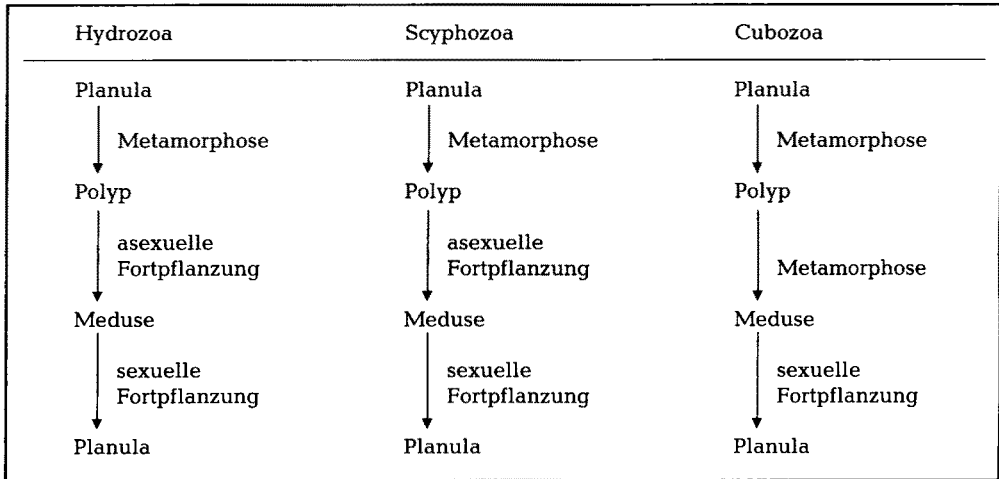 Hydrozoa Scyphozoa Cubozoa
Planula Planula Planula
Metamorphose Metamorphose Metamorphose
Polyp Polyp Polyp
asexuelle asexuelle
Fortpflanzung Fortpflanzung Metamorphose
Meduse Meduse Meduse
sexuelle sexuelle sexuelle
Fortpflanzung Fortpflanzung Fortpflanzung
Planula Planula Planula